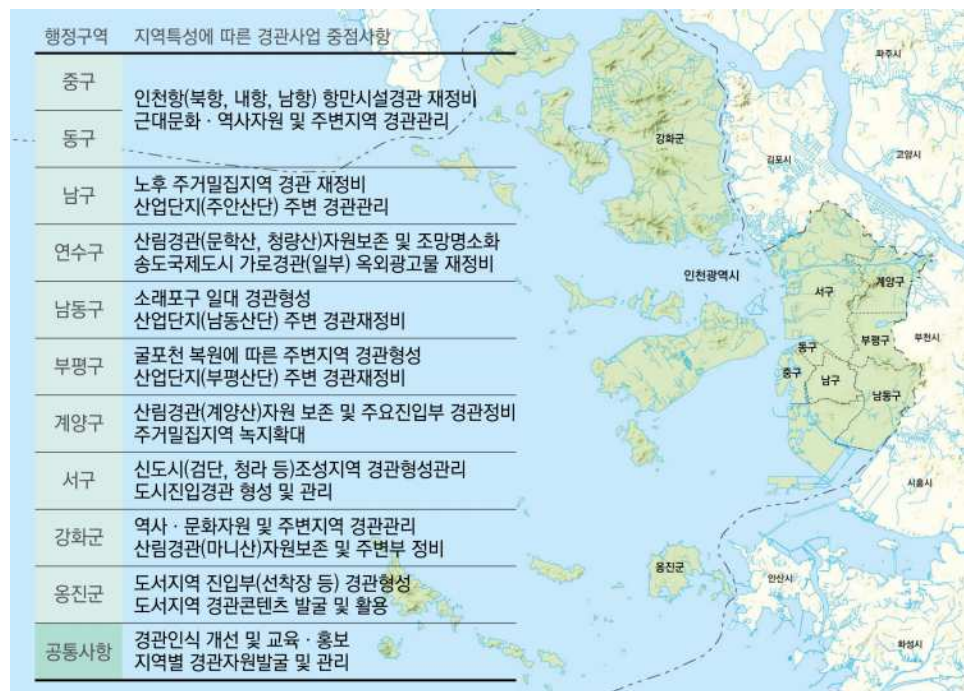 행정구역 지역특성에 따른 경관사업 중점사항
중구
인천항(북항, 내항, 남항) 항만시설경관 재정비
근대문화 · 역사자원 및 주변지역 경관관리
동구
남구
노후 주거밀집지역 경관 재정비
산업단지(주안산단) 주변 경관관리
연수구
산림경관(문학산, 청량산)자원보존 및 조망명소화
송도국제도시 가로경관(일부) 옥외광고물 재정비
남동구
소래포구 일대 경관형성
산업단지(남동산단) 주변 경관재정비
부평구
굴포천 복원에 따른 주변지역 경관형성
산업단지(부평산단) 주변 경관재정비
계양구
산림경관(계양산)자원 보존 및 주요진입부 경관정비
주거밀집지역 녹지확대
서구
신도시(검단, 청라 등)조성지역 경관형성관리
도시진입경관 형성 및 관리
강화군
역사 · 문화자원 및 주변지역 경관관리
산림경관(마니산)자원보존 및 주변부 정비
옹진군
도서지역 진입부(선착장 등) 경관형성
도서지역 경관콘텐츠 발굴 및 활용
공통사항
경관인식 개선 및 교육 · 홍보
지역별 경관자원발굴 및 관리
파주시
강화군
김포시
고양시
인천광역시
서구
계양구
부평구
부천시
동구
중구
남구
남동구
시흥시
옹진군
안산시
화성시